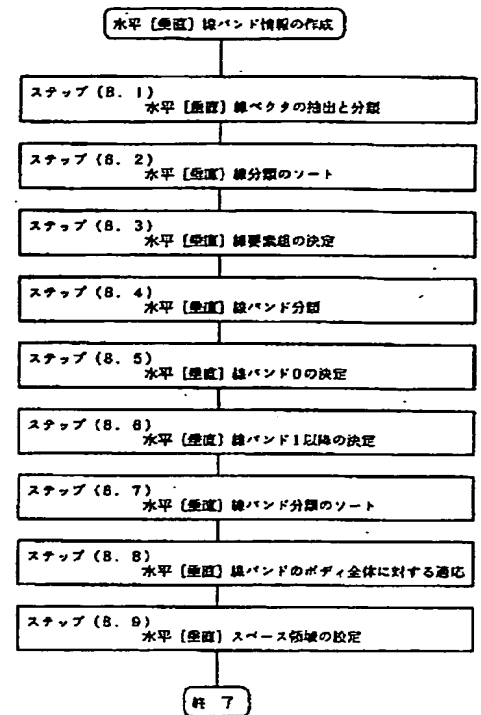 水平［垂直］線バンド情報の作成
ステップ（8．1）
水平［垂直］線ベクタの抽出と分類
ステップ（8．2）
水平［垂直］線分類のソート
ステップ（8．3）
水平［垂直］線要素組の決定
ステップ（8．4）
水平［垂直］線バンド分類
ステップ（8．5）
水平［垂直］線バンド0の決定
ステップ（8．6）
水平［垂直］線バンド1以降の決定
ステップ（8．7）
水平［垂直］線バンド分類のソート
ステップ（8．8）
水平［垂直］線バンドのボディ全体に対する適応
ステップ（8．9）
水平［垂直］スペース領域の設定
終 了